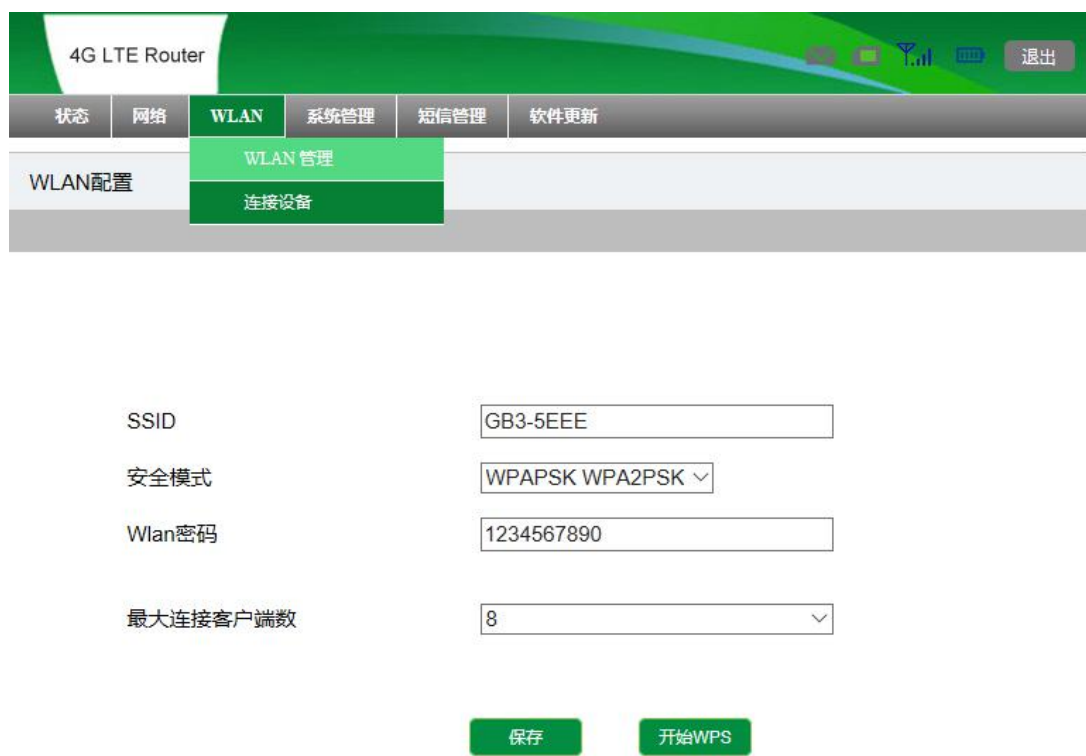 4G LTE Router
退出
状态 网络 WLAN 系统管理 短信管理 软件更新
WLAN 管理
WLAN配置
连接设备
SSID GB3-5EEE
安全模式 WPAPSK WPA2PSK
Wlan密码 1234567890
最大连接客户端数 8
保存 开始WPS